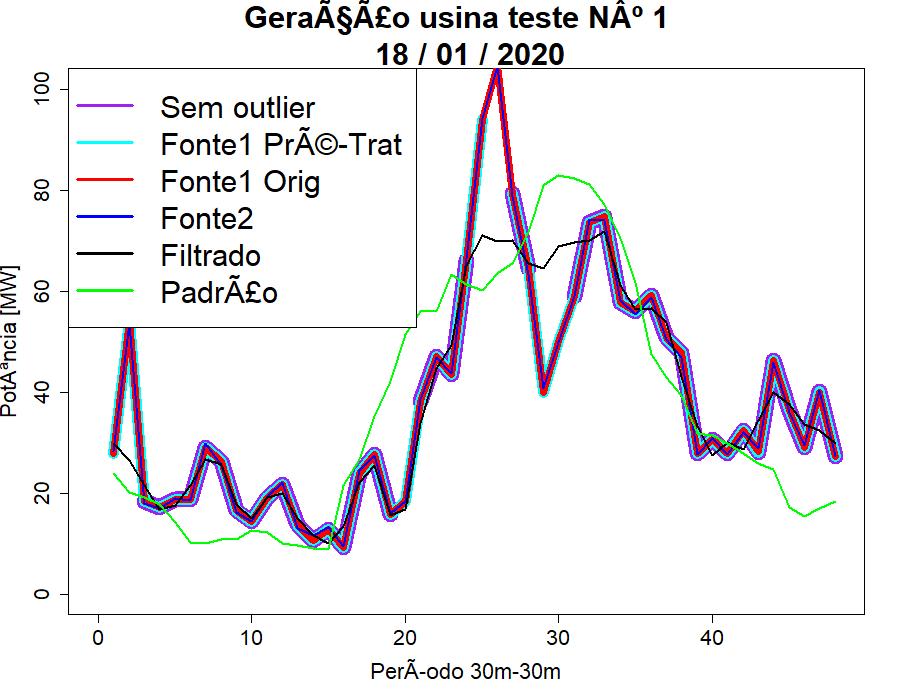 GeraÃ§Ã£o usina teste NÂº 1
18 / 01 / 2020
Sem outlier
Fonte1 PrÃ©-Trat
Fonte1 Orig
Fonte2
Filtrado
PadrÃ£o
PotÃªncia [MW]
100
80
60
40
20
0
0 10 20 30 40
PerÃ-odo 30m-30m